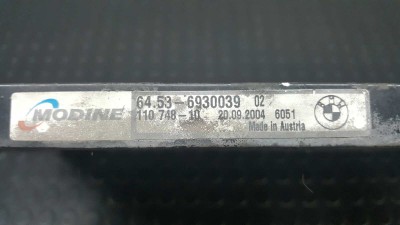 MODINE
64.53-6930039 02
110 748-10 20.09.2004 6051
Made in Austria
BMW